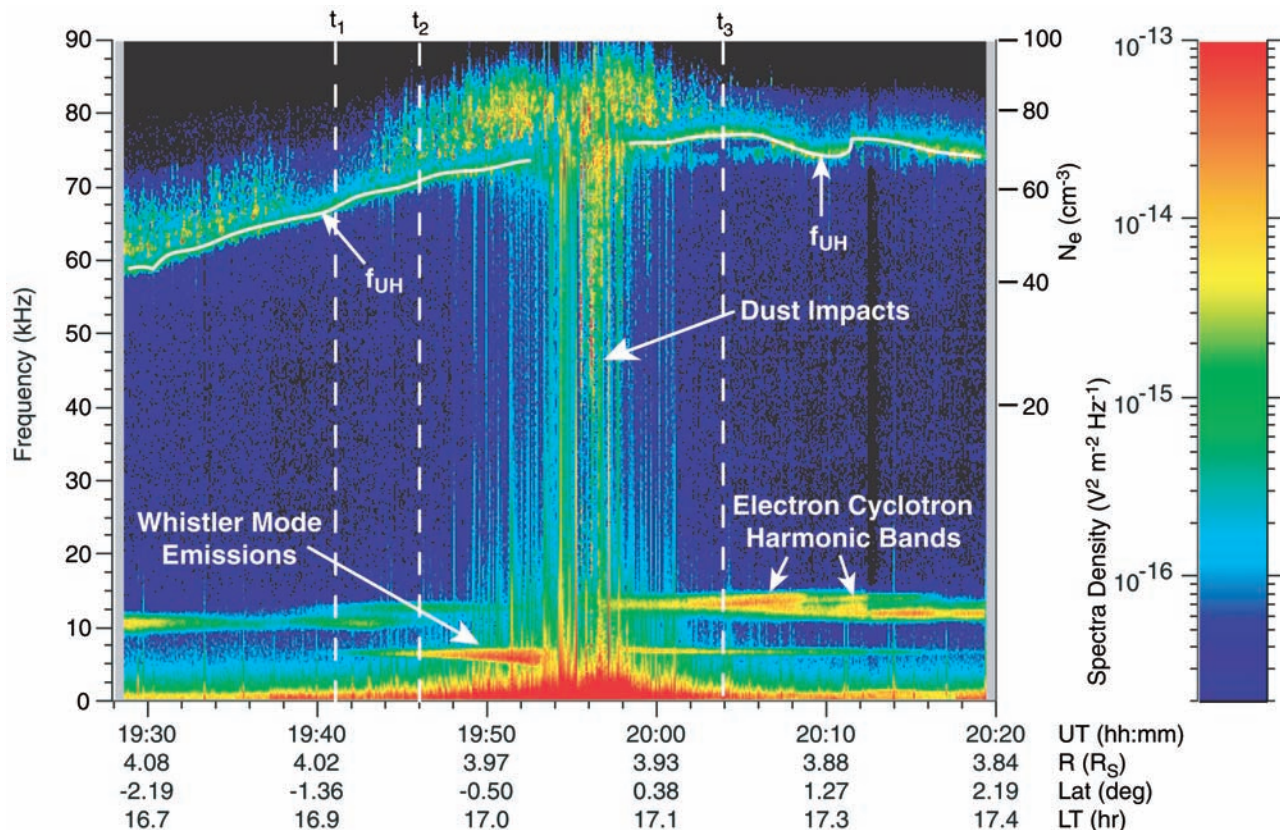 t1 t2 t3
90 100 10-13
80 80
70
60 60
10-14
50 40
40
20 10-15
30
20
10-16
10
0
Frequency (kHz)
Ne (cm-3)
Spectra Density (V2 m-2 Hz-1)
fUH
fUH
Dust Impacts
Whistler Mode
Emissions
Electron Cyclotron
Harmonic Bands
19:30 19:40 19:50 20:00 20:10 20:20 UT (hh:mm)
4.08 4.02 3.97 3.93 3.88 3.84 R (RS)
-2.19 -1.36 -0.50 0.38 1.27 2.19 Lat (deg)
16.7 16.9 17.0 17.1 17.3 17.4 LT (hr)